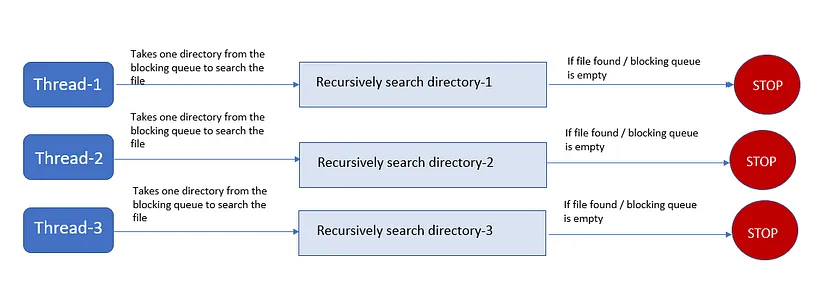 Takes one directory from the
blocking queue to search the
file
If file found / blocking queue
is empty
Thread-1
Recursively search directory-1
STOP
Takes one directory from the
blocking queue to search the
file
If file found / blocking queue
is empty
Thread-2
Recursively search directory-2
STOP
Takes one directory from the
blocking queue to search the
file
If file found / blocking queue
is empty
Thread-3
Recursively search directory-3
STOP